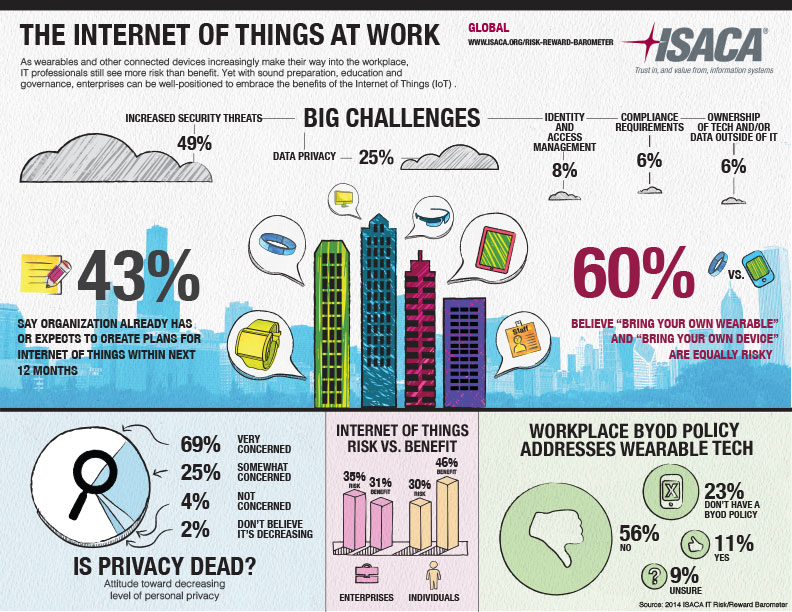 THE INTERNET OF THINGS AT WORK
GLOBAL
WWW.ISACA.ORG/RISK-REWARD-BAROMETER
ISACA®
Trust in, and value from, information systems
As wearables and other connected devices increasingly make their way into the workplace,
IT professionals still see more risk than benefit. Yet with sound preparation, education and
governance, enterprises can be well-positioned to embrace the benefits of the Internet of Things (IoT) .
BIG CHALLENGES
INCREASED SECURITY THREATS
49%
DATA PRIVACY
25%
IDENTITY
AND
ACCESS
MANAGEMENT
8%
COMPLIANCE
REQUIREMENTS
6%
OWNERSHIP
OF TECH AND/OR
DATA OUTSIDE OF IT
6%
43%
SAY ORGANIZATION ALREADY HAS
OR EXPECTS TO CREATE PLANS FOR
INTERNET OF THINGS WITHIN NEXT
12 MONTHS
Staff
60%
VS.
BELIEVE “BRING YOUR OWN WEARABLE”
AND “BRING YOUR OWN DEVICE”
ARE EQUALLY RISKY
69% VERY
CONCERNED
25% SOMEWHAT
CONCERNED
4% NOT
CONCERNED
2% DON'T BELIEVE
IT'S DECREASING
IS PRIVACY DEAD?
Attitude toward decreasing
level of personal privacy
INTERNET OF THINGS
RISK VS. BENEFIT
35%
RISK
31%
BENEFIT
30%
RISK
46%
BENEFIT
ENTERPRISES
INDIVIDUALS
WORKPLACE BYOD POLICY
ADDRESSES WEARABLE TECH
56%
NO
X
23%
DON'T HAVE A
BYOD POLICY
11%
YES
?
9%
UNSURE
Source: 2014 ISACA IT Risk/Reward Barometer